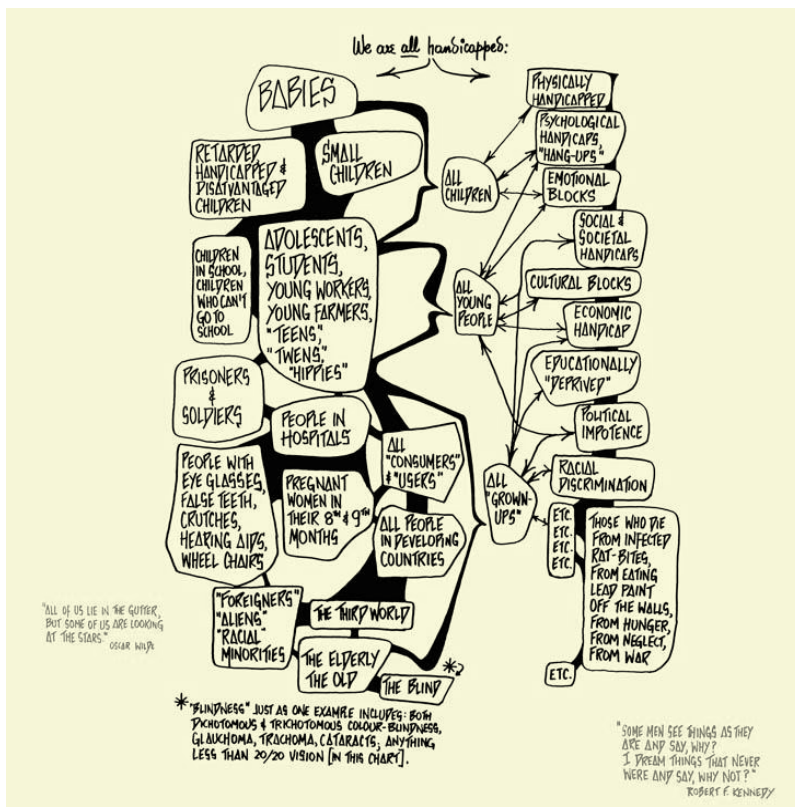 We are all handicapped:
BABIES
RETARDED
HANDICAPPED &
DISATVANTAGED
CHILDREN
SMALL
CHILDREN
CHILDREN
IN SCHOOL,
CHILDREN
WHO CAN'T
GO TO
SCHOOL
ADOLESCENTS,
STUDENTS,
YOUNG WORKERS,
YOUNG FARMERS,
"TEENS,"
"TWENS,"
"HIPPIES"
PRISONERS
&
SOLDIERS
PEOPLE IN
HOSPITALS
ALL
"CONSUMERS"
& "USERS"
PEOPLE WITH
EYE GLASSES,
FALSE TEETH,
CRUTCHES,
HEARING AIDS,
WHEEL CHAIRS
PREGNANT
WOMEN IN
THEIR 8TH & 9TH
MONTHS
ALL PEOPLE
IN DEVELOPING
COUNTRIES
"FOREIGNERS"
"ALIENS"
"RACIAL"
MINORITIES
THE THIRD WORLD
THE ELDERLY
THE OLD
THE BLIND
*
ALL
CHILDREN
ALL
YOUNG
PEOPLE
ALL
"GROWN-
UPS"
PHYSICALLY
HANDICAPPED
PSYCHOLOGICAL
HANDICAPS,
"HANG-UPS"
EMOTIONAL
BLOCKS
SOCIAL &
SOCIETAL
HANDICAPS
CULTURAL BLOCKS
ECONOMIC
HANDICAP
EDUCATIONALLY
"DEPRIVED"
POLITICAL
IMPOTENCE
RACIAL
DISCRIMINATION
ETC.
ETC.
ETC.
ETC.
THOSE WHO DIE
FROM INFECTED
RAT-BITES,
FROM EATING
LEAD PAINT
OFF THE WALLS,
FROM HUNGER,
FROM NEGLECT,
FROM WAR
ETC.
"ALL OF US LIE IN THE GUTTER,
BUT SOME OF US ARE LOOKING
AT THE STARS."
OSCAR WILDE
* "BLINDNESS" JUST AS ONE EXAMPLE INCLUDES: BOTH
DICHOTOMOUS & TRICHOTOMOUS COLOUR-BLINDNESS,
GLAUCHOMA, TRACHOMA, CATARACTS; ANYTHING
LESS THAN 20/20 VISION [IN THIS CHART].
"SOME MEN SEE THINGS AS THEY
ARE AND SAY, WHY?
I DREAM THINGS THAT NEVER
WERE AND SAY, WHY NOT?"
ROBERT F. KENNEDY